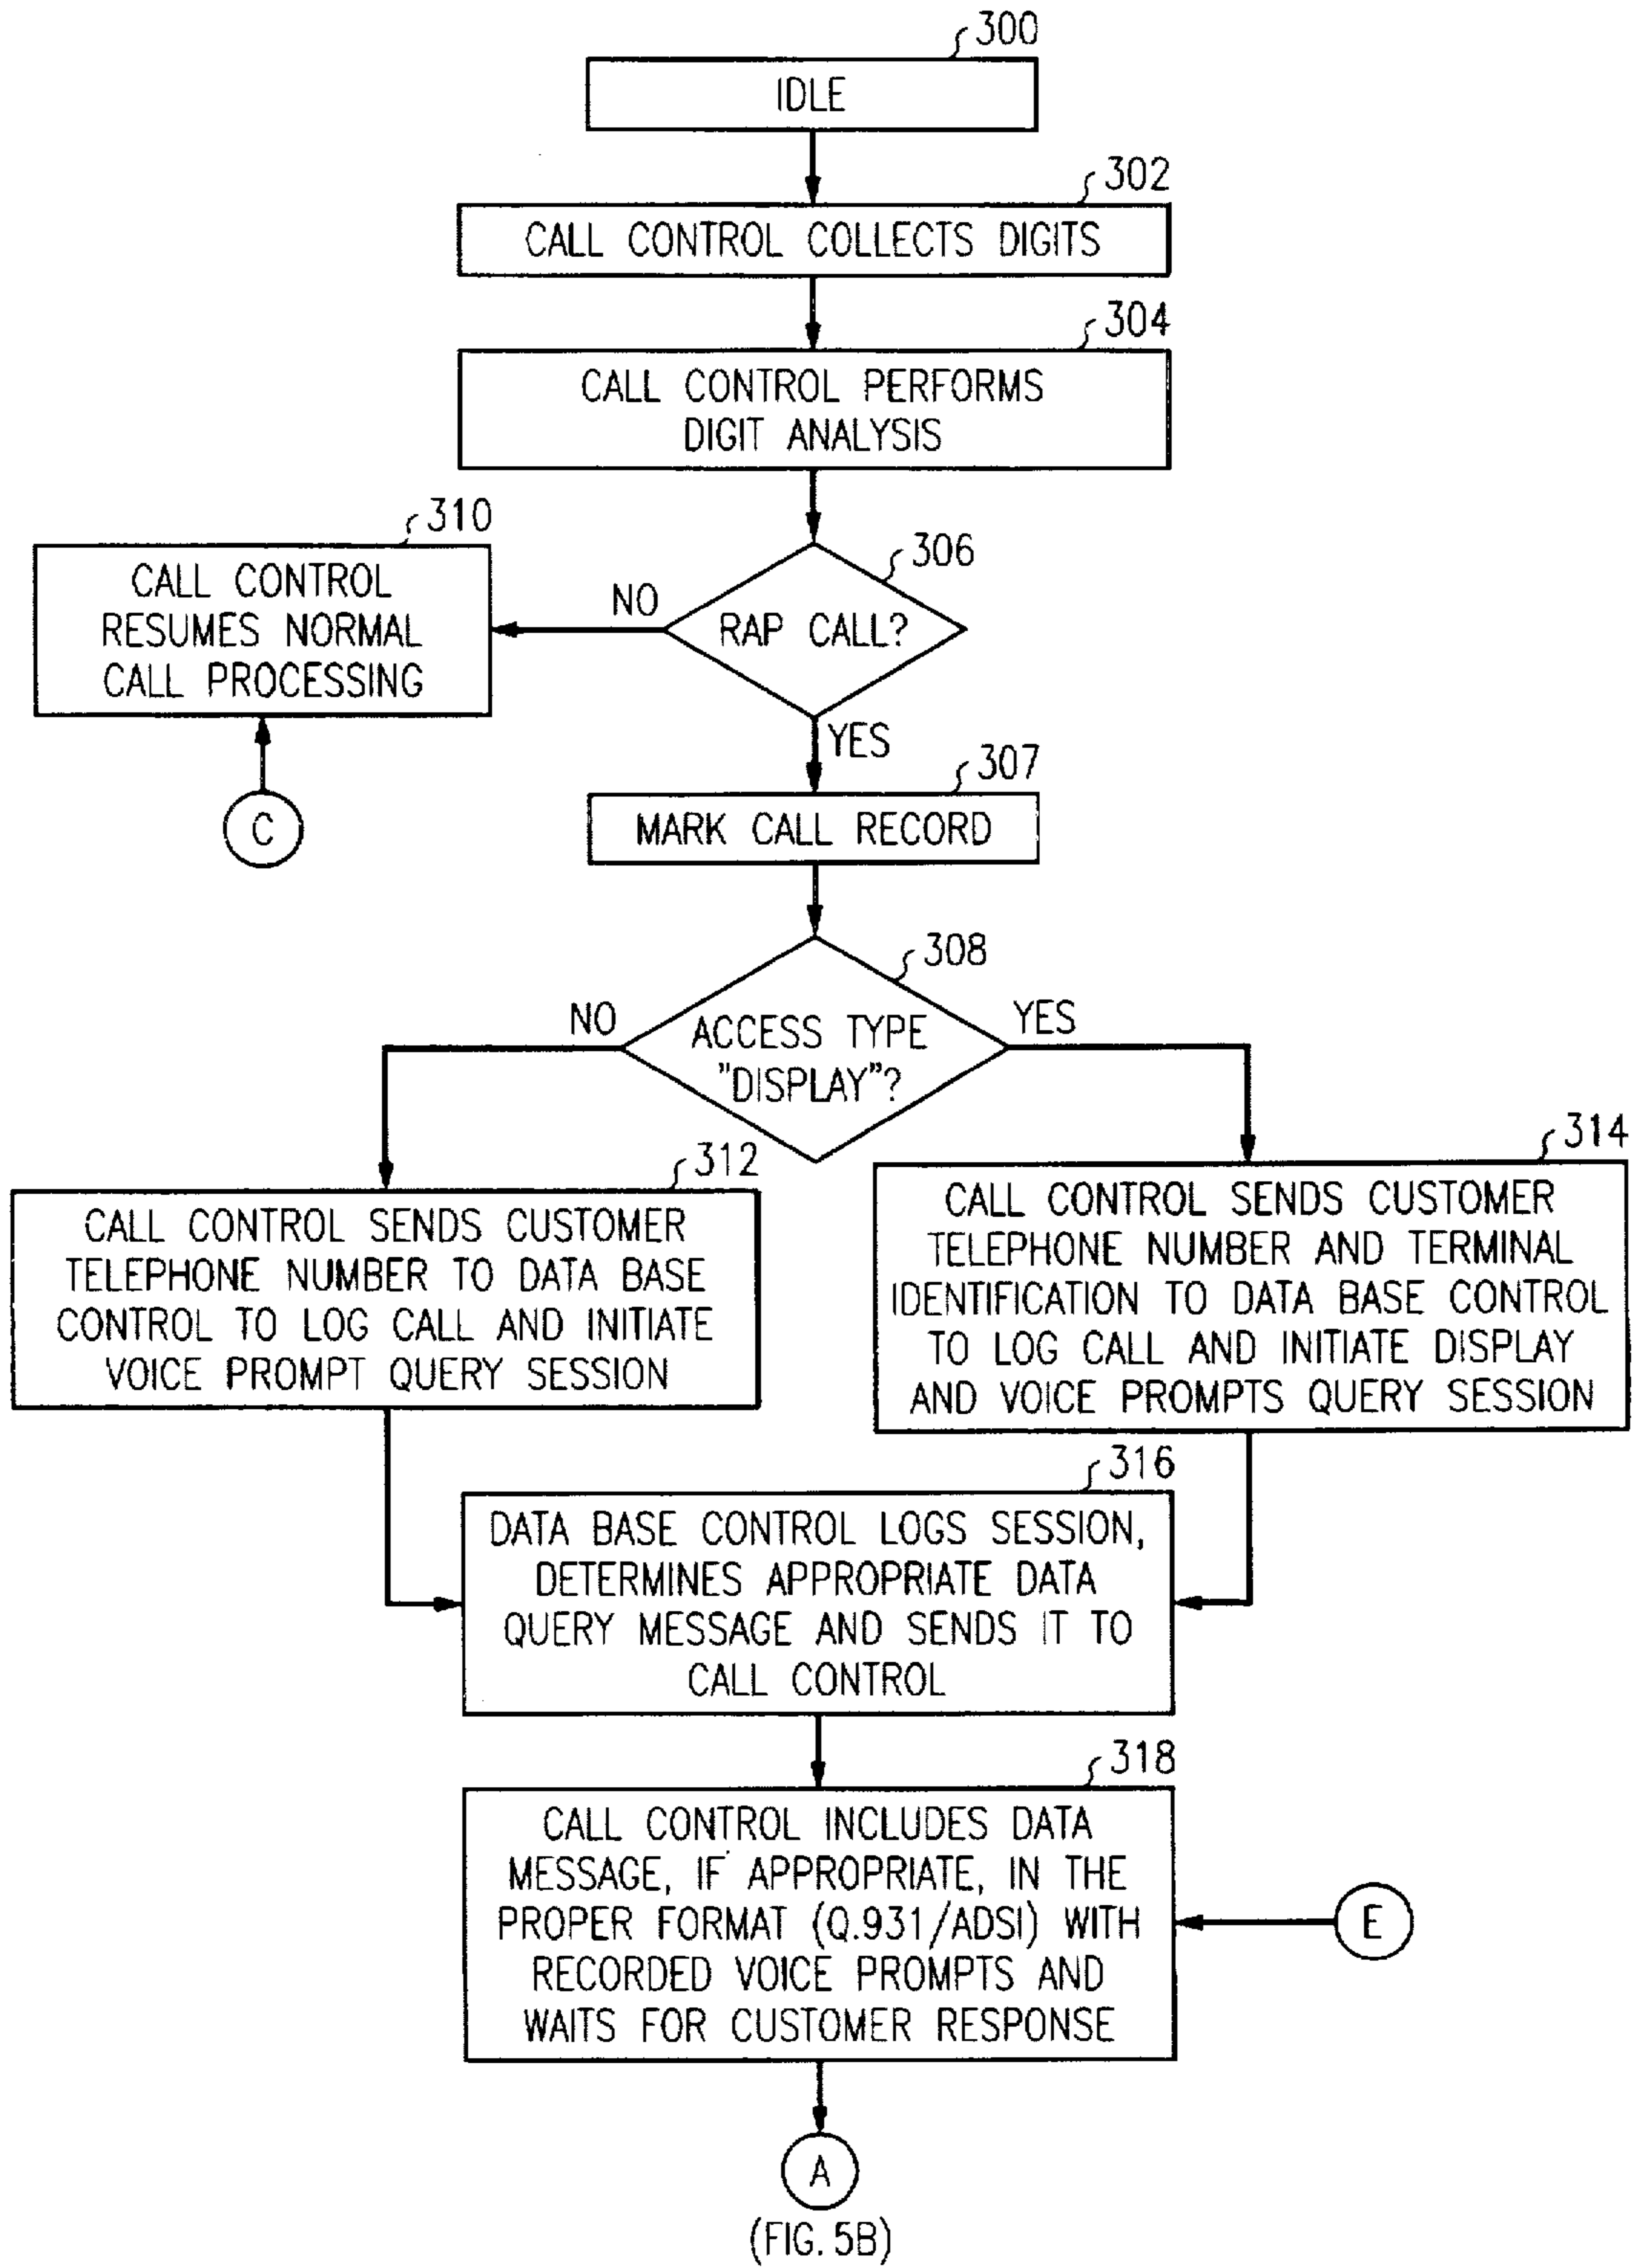 300
IDLE
302
CALL CONTROL COLLECTS DIGITS
304
CALL CONTROL PERFORMS
DIGIT ANALYSIS
310
CALL CONTROL
RESUMES NORMAL
CALL PROCESSING
NO
306
RAP CALL?
YES
C
307
MARK CALL RECORD
308
NO
ACCESS TYPE
"DISPLAY"?
YES
312
CALL CONTROL SENDS CUSTOMER
TELEPHONE NUMBER TO DATA BASE
CONTROL TO LOG CALL AND INITIATE
VOICE PROMPT QUERY SESSION
314
CALL CONTROL SENDS CUSTOMER
TELEPHONE NUMBER AND TERMINAL
IDENTIFICATION TO DATA BASE CONTROL
TO LOG CALL AND INITIATE DISPLAY
AND VOICE PROMPTS QUERY SESSION
316
DATA BASE CONTROL LOGS SESSION,
DETERMINES APPROPRIATE DATA
QUERY MESSAGE AND SENDS IT TO
CALL CONTROL
318
CALL CONTROL INCLUDES DATA
MESSAGE, IF APPROPRIATE, IN THE
PROPER FORMAT (Q.931/ADSI) WITH
RECORDED VOICE PROMPTS AND
WAITS FOR CUSTOMER RESPONSE
E
A
(FIG. 5B)